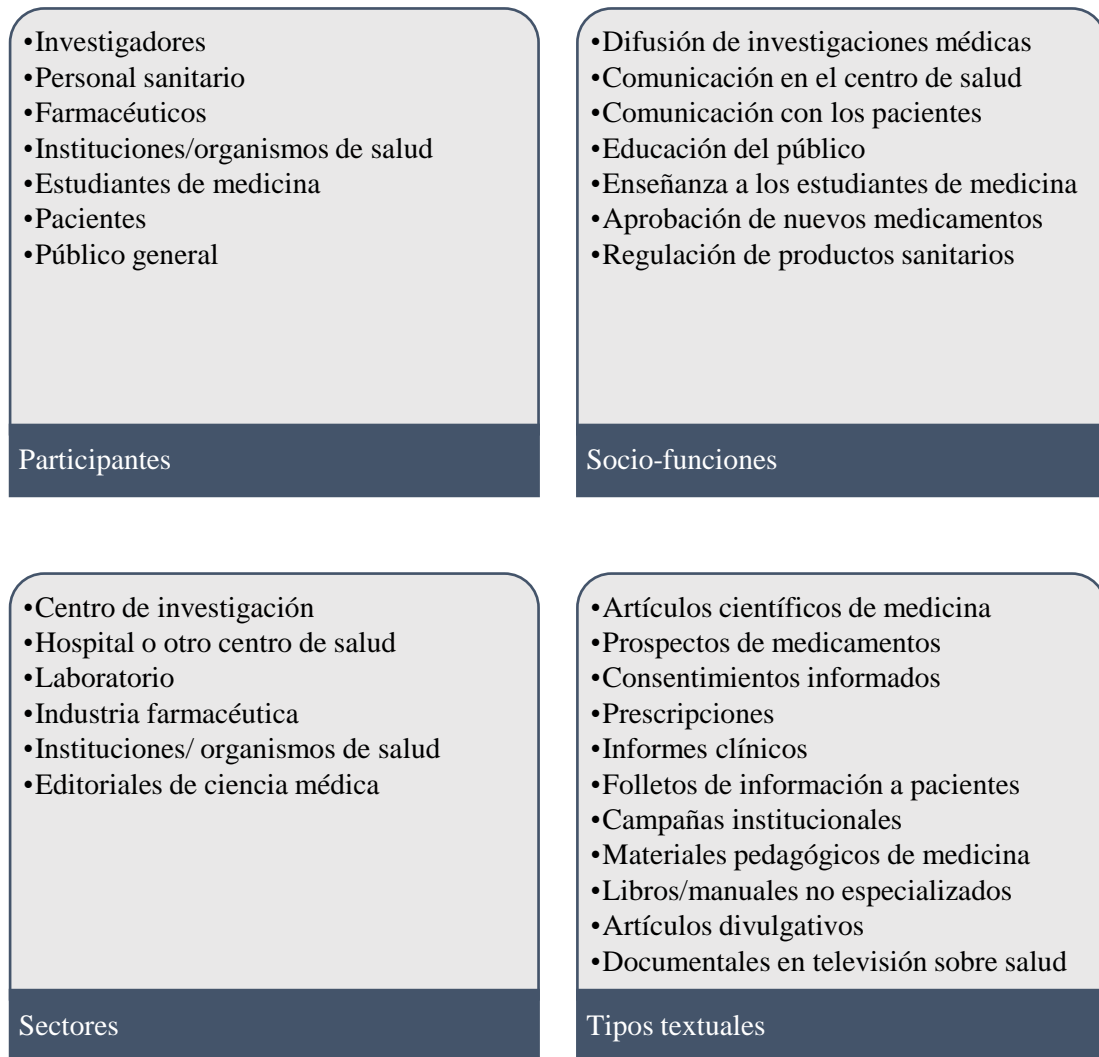 •Investigadores
•Personal sanitario
•Farmacéuticos
•Instituciones/organismos de salud
•Estudiantes de medicina
•Pacientes
•Público general
Participantes
•Difusión de investigaciones médicas
•Comunicación en el centro de salud
•Comunicación con los pacientes
•Educación del público
•Enseñanza a los estudiantes de medicina
•Aprobación de nuevos medicamentos
•Regulación de productos sanitarios
Socio-funciones
•Centro de investigación
•Hospital o otro centro de salud
•Laboratorio
•Industria farmacéutica
•Instituciones/ organismos de salud
•Editoriales de ciencia médica
Sectores
•Artículos científicos de medicina
•Prospectos de medicamentos
•Consentimientos informados
•Prescripciones
•Informes clínicos
•Folletos de información a pacientes
•Campañas institucionales
•Materiales pedagógicos de medicina
•Libros/manuales no especializados
•Artículos divulgativos
•Documentales en televisión sobre salud
Tipos textuales